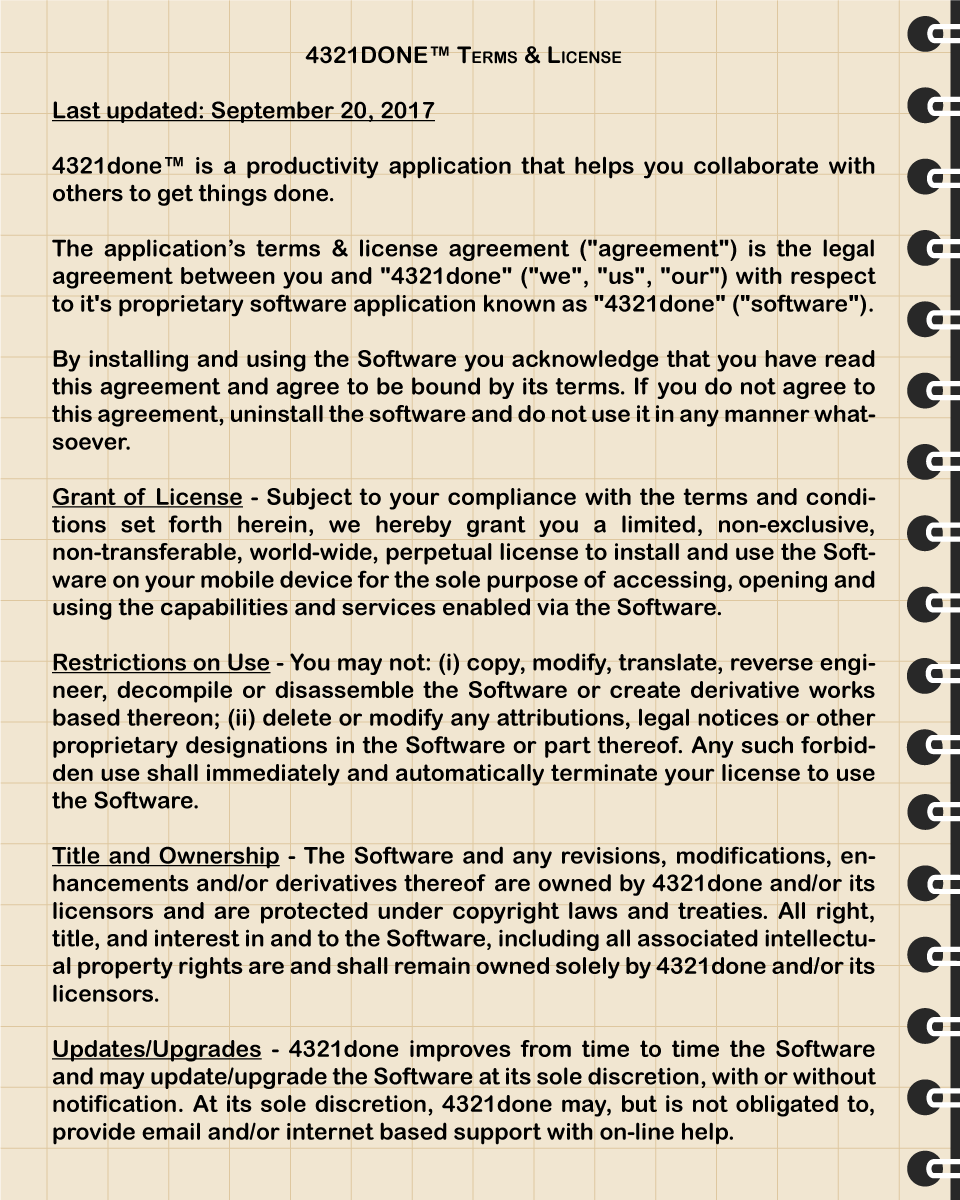 4321DONE™ TERMS & LICENSE
Last updated: September 20, 2017
4321done™ is a productivity application that helps you collaborate with
others to get things done.
The application’s terms & license agreement ("agreement") is the legal
agreement between you and "4321done" ("we", "us", "our") with respect
to it's proprietary software application known as "4321done" ("software").
By installing and using the Software you acknowledge that you have read
this agreement and agree to be bound by its terms. If you do not agree to
this agreement, uninstall the software and do not use it in any manner what-
soever.
Grant of License - Subject to your compliance with the terms and condi-
tions set forth herein, we hereby grant you a limited, non-exclusive,
non-transferable, world-wide, perpetual license to install and use the Soft-
ware on your mobile device for the sole purpose of accessing, opening and
using the capabilities and services enabled via the Software.
Restrictions on Use - You may not: (i) copy, modify, translate, reverse engi-
neer, decompile or disassemble the Software or create derivative works
based thereon; (ii) delete or modify any attributions, legal notices or other
proprietary designations in the Software or part thereof. Any such forbid-
den use shall immediately and automatically terminate your license to use
the Software.
Title and Ownership - The Software and any revisions, modifications, en-
hancements and/or derivatives thereof are owned by 4321done and/or its
licensors and are protected under copyright laws and treaties. All right,
title, and interest in and to the Software, including all associated intellectu-
al property rights are and shall remain owned solely by 4321done and/or its
licensors.
Updates/Upgrades - 4321done improves from time to time the Software
and may update/upgrade the Software at its sole discretion, with or without
notification. At its sole discretion, 4321done may, but is not obligated to,
provide email and/or internet based support with on-line help.